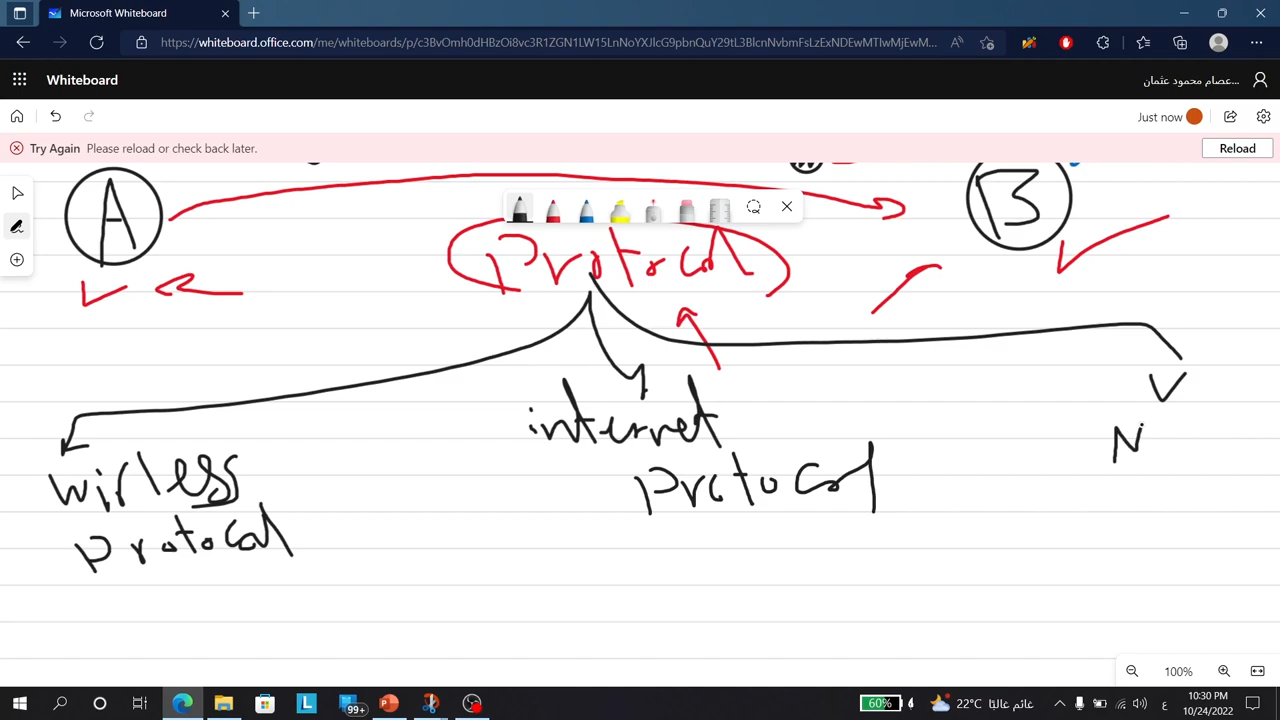 Microsoft Whiteboard
https://whiteboard.office.com/me/whiteboards/p/c3BvOmh0dHBzOi8vc3R1ZGN1LW15LnNoYXJlcG9pbnQuY29tL3BlcnNvbmFsLzExNDEwMTIwMjEwM...
Whiteboard
عصام محمود عثمان...
Just now
Try Again Please reload or check back later.
Reload
A
B
Protocol
internet
Protocol
N
wirless
Protocol
100%
99+
60%
22°C غائم غالبًا
ع
10:30 PM
10/24/2022